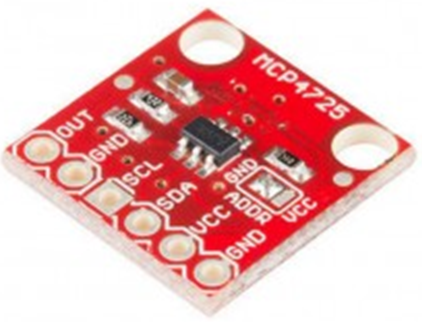 MCP4725
OUT
GND
SCL
SDA
VCC
GND
GND
ADDR
VCC